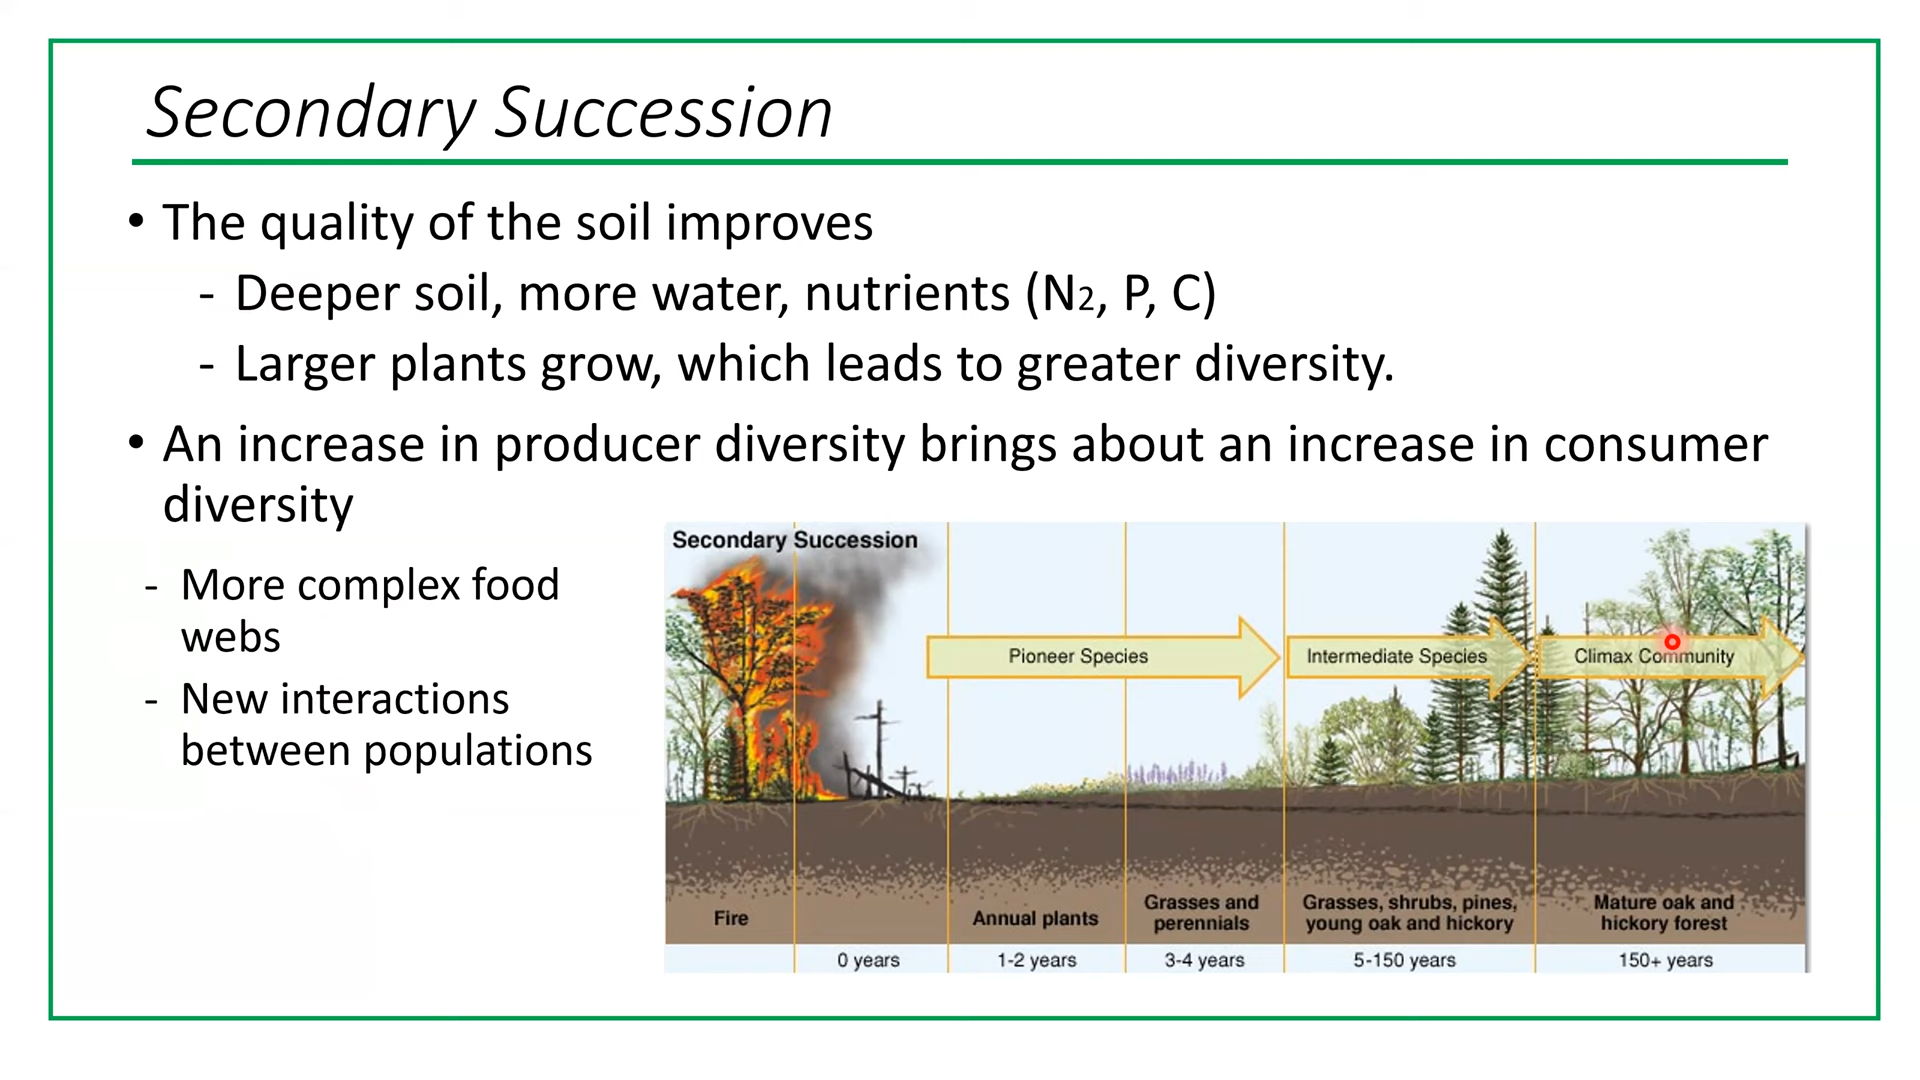 Secondary Succession
• The quality of the soil improves
- Deeper soil, more water, nutrients (N2, P, C)
- Larger plants grow, which leads to greater diversity.
• An increase in producer diversity brings about an increase in consumer
diversity
- More complex food
webs
- New interactions
between populations
Secondary Succession
Pioneer Species
Intermediate Species
Climax Community
Fire
Annual plants
Grasses and
perennials
Grasses, shrubs, pines,
young oak and hickory
Mature oak and
hickory forest
0 years
1-2 years
3-4 years
5-150 years
150+ years